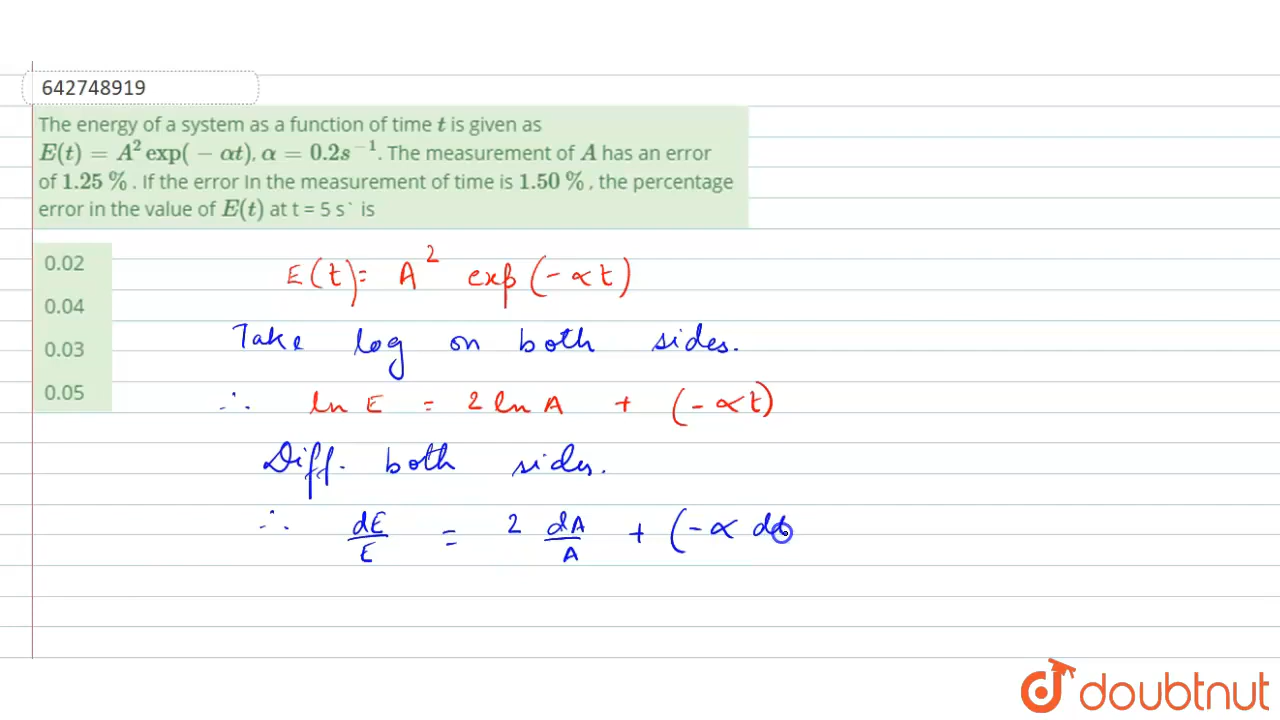 642748919
The energy of a system as a function of time t is given as
E(t) = A² exp( − αt), α = 0.2s⁻¹. The measurement of A has an error
of 1.25 % . If the error In the measurement of time is 1.50 % , the percentage
error in the value of E(t) at t = 5 s` is
0.02
0.04
0.03
0.05
E(t)= A² exp(-αt)
Take log on both sides.
∴ ln E = 2 ln A + (-αt)
Diff. both sides.
∴ dE/E = 2 dA/A + (-α dt
doubtnut